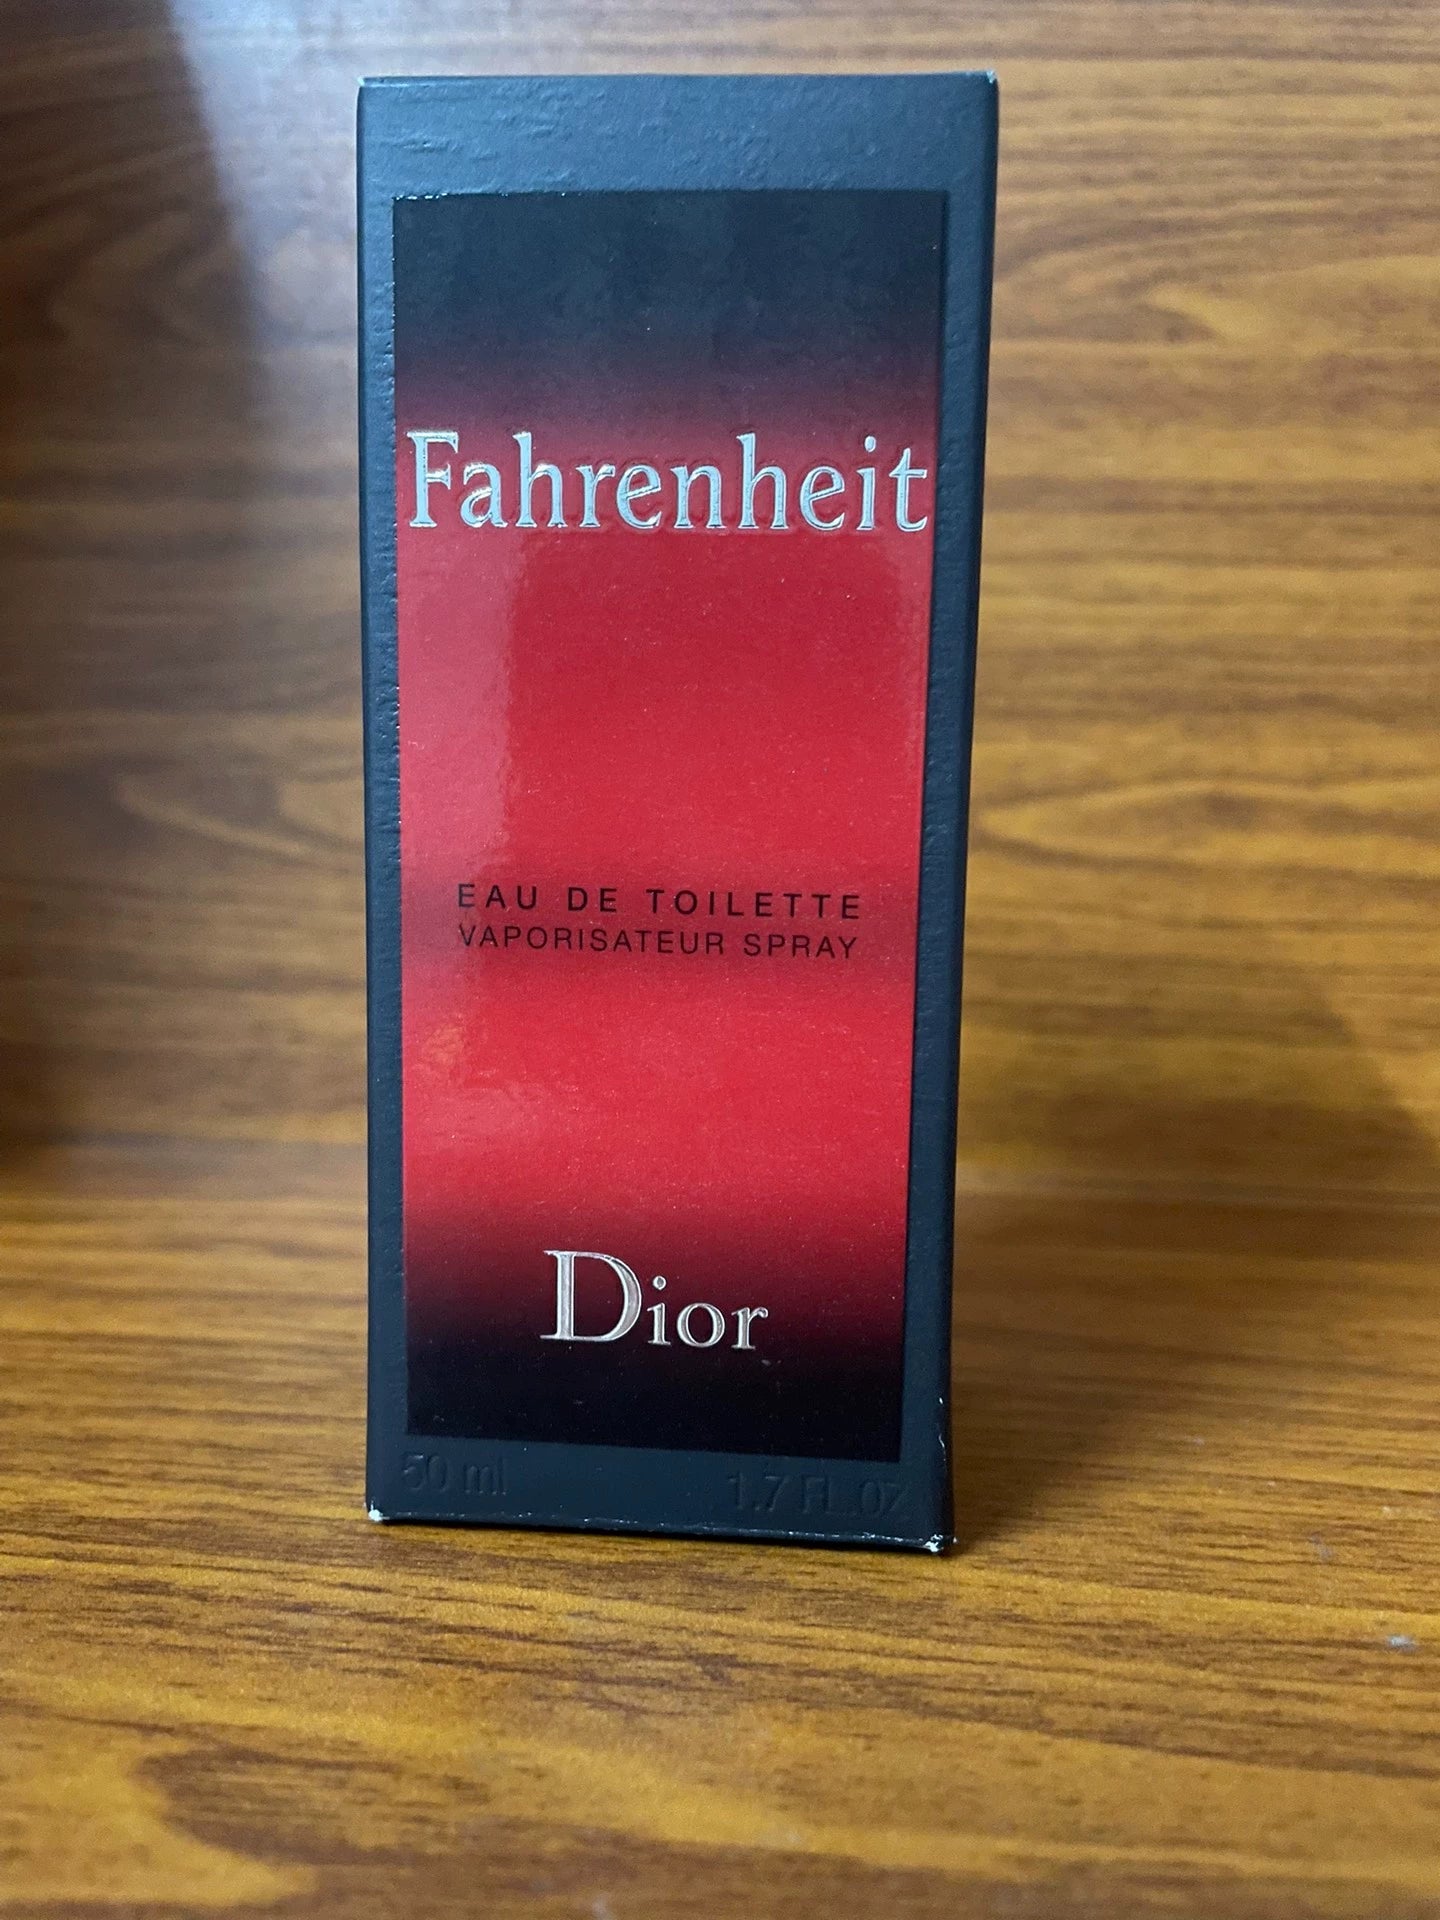 Fahrenheit
EAU DE TOILETTE
VAPORISATEUR SPRAY
Dior
50 ml 1.7 FL.OZ